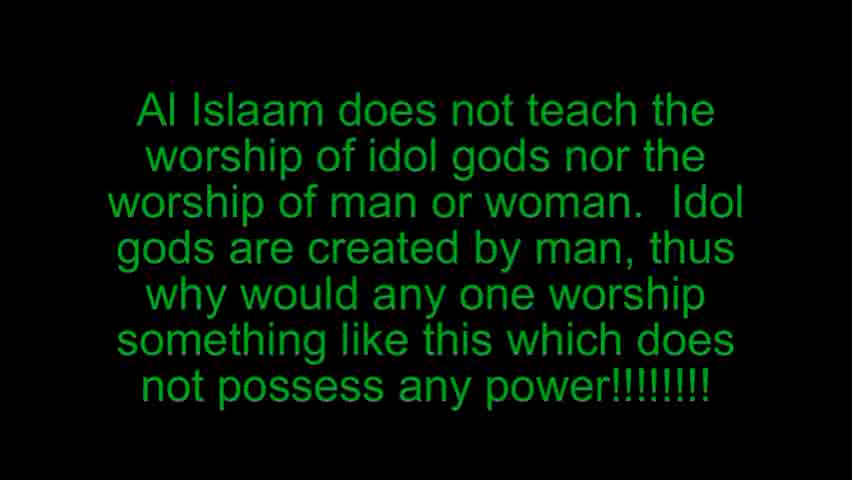 Al Islaam does not teach the
worship of idol gods nor the
worship of man or woman.  Idol
gods are created by man, thus
why would any one worship
something like this which does
not possess any power!!!!!!!!